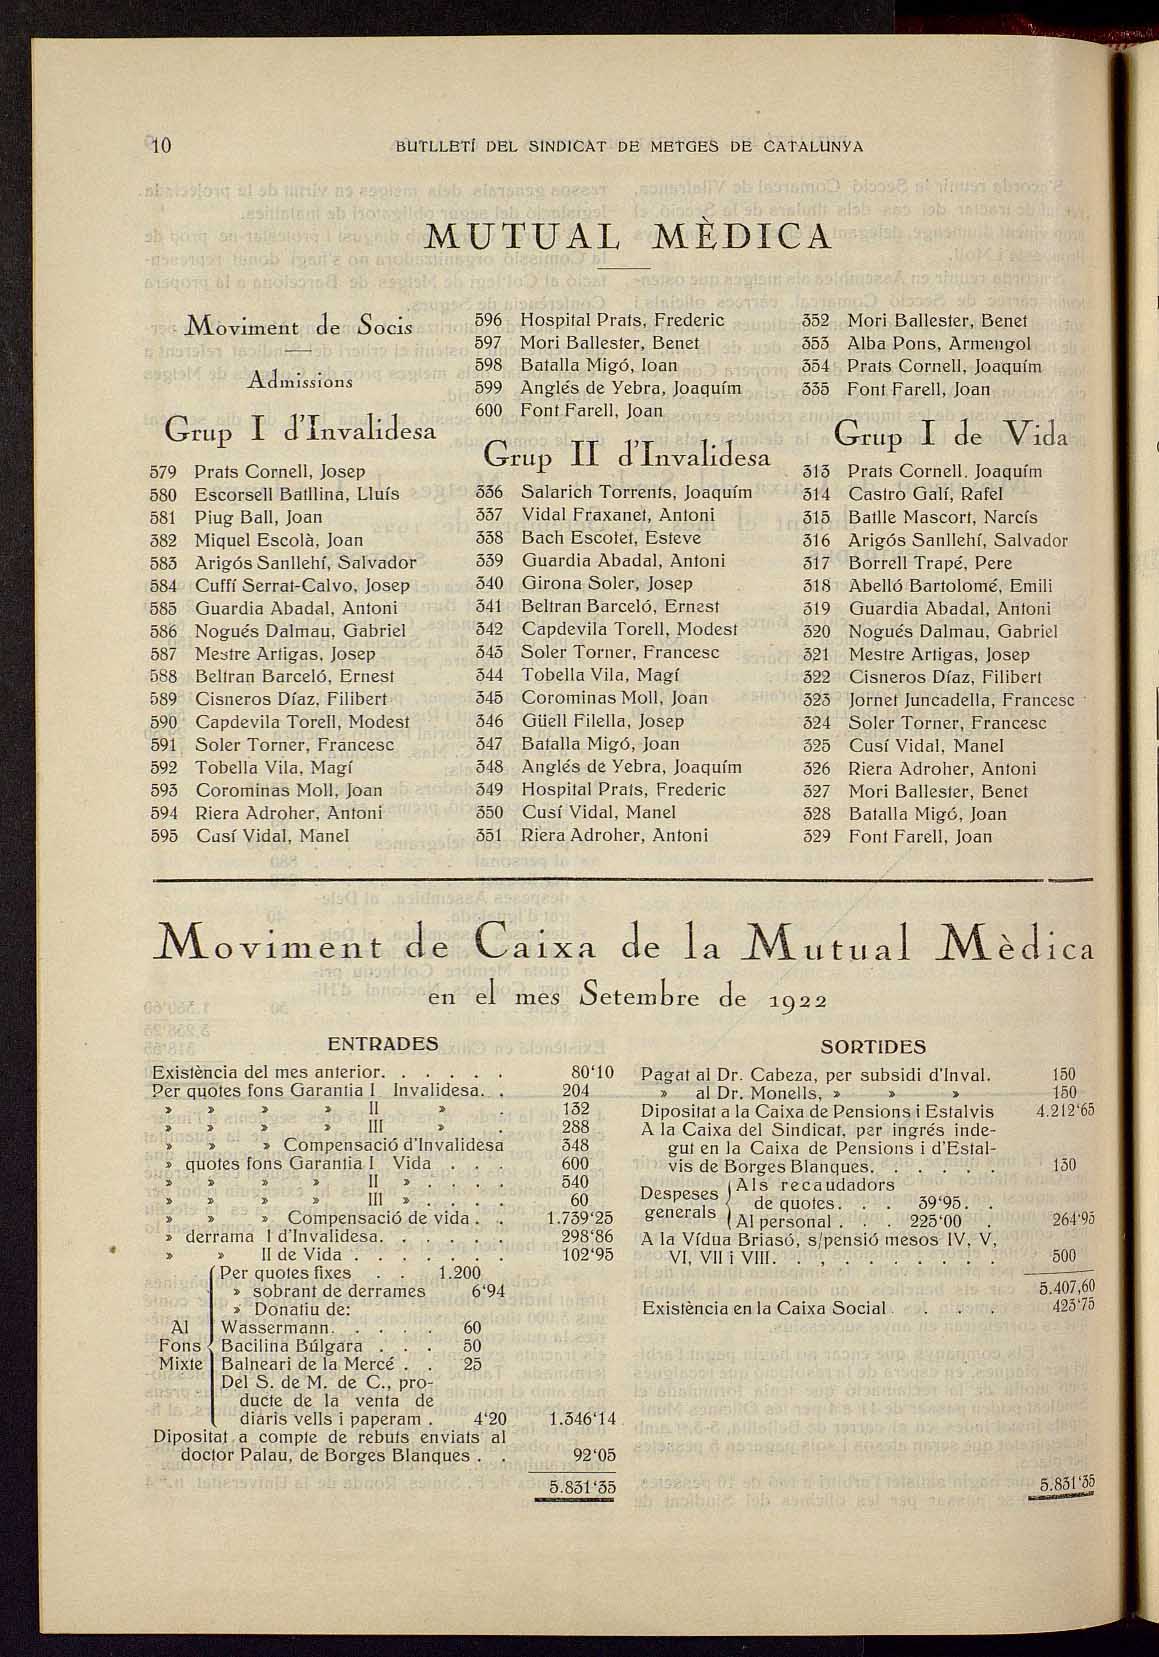 10
BUTLLETÍ DEL SINDICAT DE METGES DE CATALUNYA
MUTUAL MÈDICA
Moviment de Socis
Admissions
Grup I d'Invalidesa
579 Prats Cornell, Josep
580 Escorsell Batllina, Lluís
581 Piug Ball, Joan
582 Miquel Escolà, Joan
583 Arigós Sanllehí, Salvador
584 Cuffí Serrat-Calvo, Josep
585 Guardia Abadal, Antoni
586 Nogués Dalmau, Gabriel
587 Mestre Artigas, Josep
588 Beltran Barceló, Ernest
589 Cisneros Díaz, Filibert
590 Capdevila Torell, Modest
591 Soler Torner, Francesc
592 Tobella Vila, Magí
593 Corominas Moll, Joan
594 Riera Adroher, Antoni
595 Cusí Vidal, Manel
596 Hospital Prats, Frederic
597 Mori Ballester, Benet
598 Batalla Migó, Ioan
599 Anglés de Yebra, Joaquím
600 Font Farell, Joan
Grup II d'Invalidesa
336 Salarich Torrents, Joaquím
337 Vidal Fraxanet, Antoni
338 Bach Escotet, Esteve
339 Guardia Abadal, Antoni
340 Girona Soler, Josep
341 Beltran Barceló, Ernest
342 Capdevila Torell, Modest
343 Soler Torner, Francesc
344 Tobella Vila, Magí
345 Corominas Moll, Joan
346 Güell Filella, Josep
347 Batalla Migó, Joan
348 Anglés de Yebra, Joaquím
349 Hospital Prats, Frederic
350 Cusí Vidal, Manel
351 Riera Adroher, Antoni
352 Mori Ballester, Benet
353 Alba Pons, Armengol
354 Prats Cornell, Joaquím
335 Font Farell, Joan
Grup I de Vida
313 Prats Cornell, Joaquím
314 Castro Galí, Rafel
315 Batlle Mascort, Narcís
316 Arigós Sanllehí, Salvador
317 Borrell Trapé, Pere
318 Abelló Bartolomé, Emili
319 Guardia Abadal, Antoni
320 Nogués Dalmau, Gabriel
321 Mestre Artigas, Josep
322 Cisneros Díaz, Filibert
323 Jornet Juncadella, Francesc
324 Soler Torner, Francesc
325 Cusí Vidal, Manel
326 Riera Adroher, Antoni
327 Mori Ballester, Benet
328 Batalla Migó, Joan
329 Font Farell, Joan
Moviment de Caixa de la Mutual Mèdica
en el mes Setembre de 1922
ENTRADES
Existència del mes anterior. . . . . . 80'10
Per quotes fons Garantia I Invalidesa. . 204
» » » » II » . 132
» » » » III » . 288
» » » Compensació d'Invalidesa 348
» quotes fons Garantia I Vida . . . 600
» » » » II » . . . . 540
» » » » III » . . . . 60
» » » Compensació de vida . . 1.739'25
» derrama I d'Invalidesa. . . . . . 298'86
» » II de Vida . . . . . . . 102'95
Per quotes fixes . . 1.200
» sobrant de derrames 6'94
» Donatiu de:
Al Wassermann. . . . . 60
Fons Bacilina Búlgara . . . 50
Mixte Balneari de la Mercé . . 25
Del S. de M. de C., pro-
ducte de la venta de
diaris vells i paperam . 4'20 1.346'14
Dipositat a compte de rebuts enviats al
doctor Palau, de Borges Blanques . . 92'05
5.831'35
SORTIDES
Pagat al Dr. Cabeza, per subsidi d'Inval. 150
» al Dr. Monells, » » » 150
Dipositat a la Caixa de Pensions i Estalvis 4.212'65
A la Caixa del Sindicat, per ingrés inde-
gut en la Caixa de Pensions i d'Estal-
vis de Borges Blanques. . . . . . . 130
Despeses Als recaudadors
de quotes. . . 39'95. .
generals Al personal . . . 225'00 . 264'95
A la Vídua Briasó, s/pensió mesos IV, V,
VI, VII i VIII. . , . . . . . . . . 500
5.407,60
Existència en la Caixa Social . . . . 423'75
5.831'35